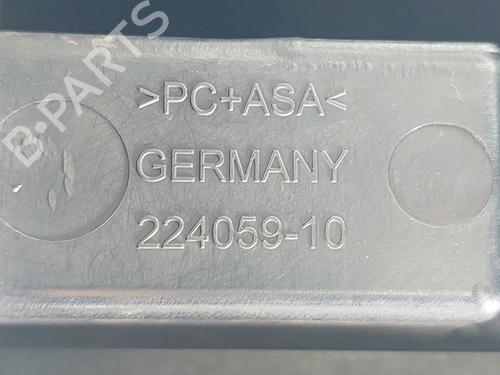 B-PARTS
>PC+ASA<
GERMANY
224059-10